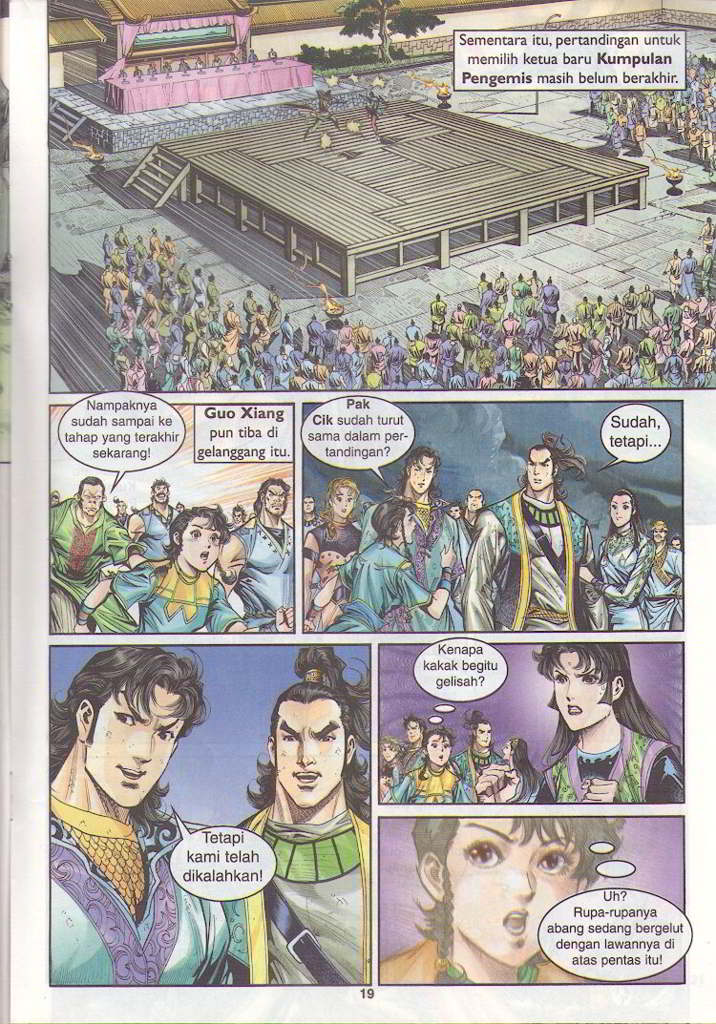 Sementara itu, pertandingan untuk
memilih ketua baru Kumpulan
Pengemis masih belum berakhir.
Nampaknya
sudah sampai ke
tahap yang terakhir
sekarang!
Guo Xiang
pun tiba di
gelanggang itu.
Pak
Cik sudah turut
sama dalam per-
tandingan?
Sudah,
tetapi...
Tetapi
kami telah
dikalahkan!
Kenapa
kakak begitu
gelisah?
Uh?
Rupa-rupanya
abang sedang bergelut
dengan lawannya di
atas pentas itu!
19